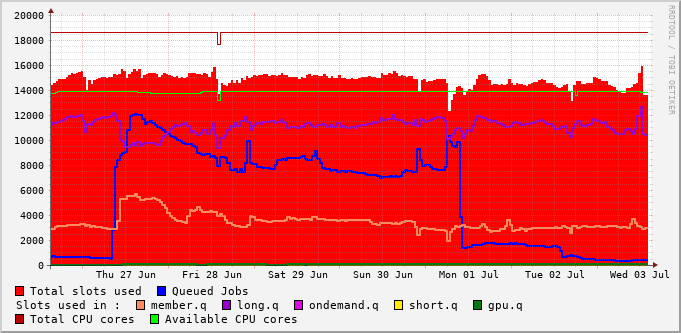 RRDTOOL / TOBI OETIKER
20000
18000
16000
14000
12000
10000
8000
6000
4000
2000
0
Thu 27 Jun Fri 28 Jun Sat 29 Jun Sun 30 Jun Mon 01 Jul Tue 02 Jul Wed 03 Jul
Total slots used Queued Jobs
Slots used in : member.q long.q ondemand.q short.q gpu.q
Total CPU cores Available CPU cores